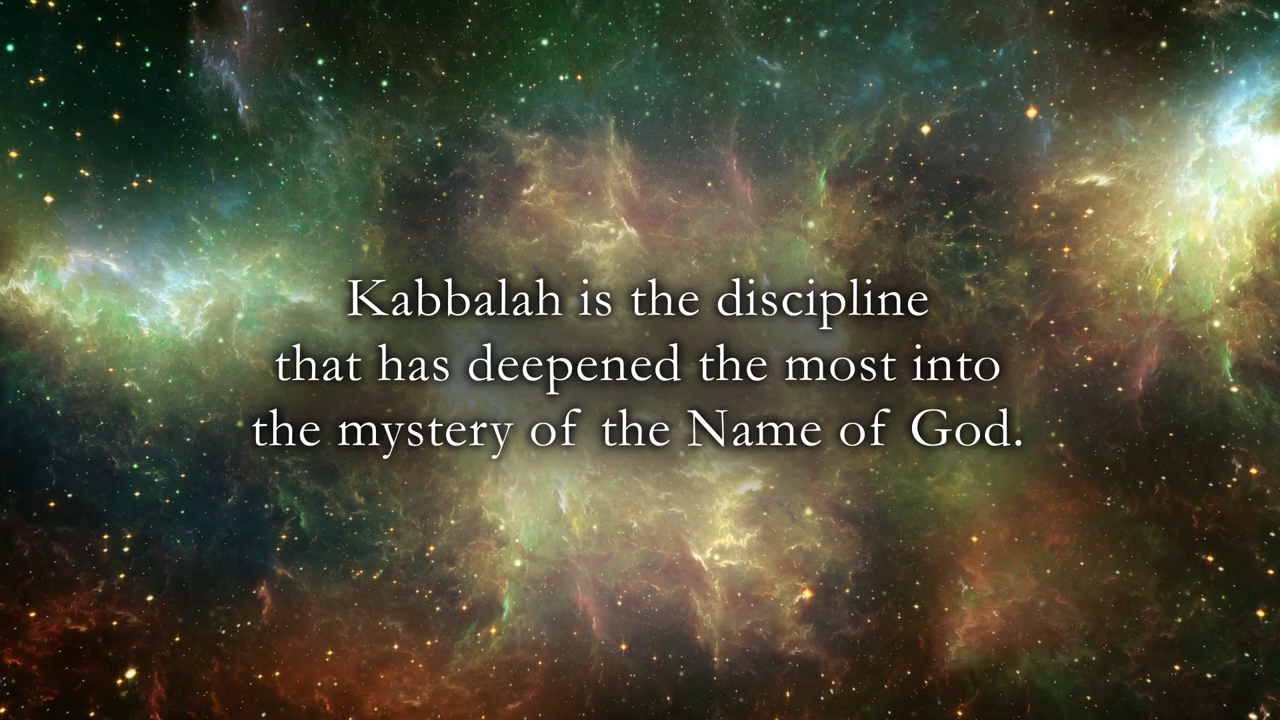 Kabbalah is the discipline
that has deepened the most into
the mystery of the Name of God.